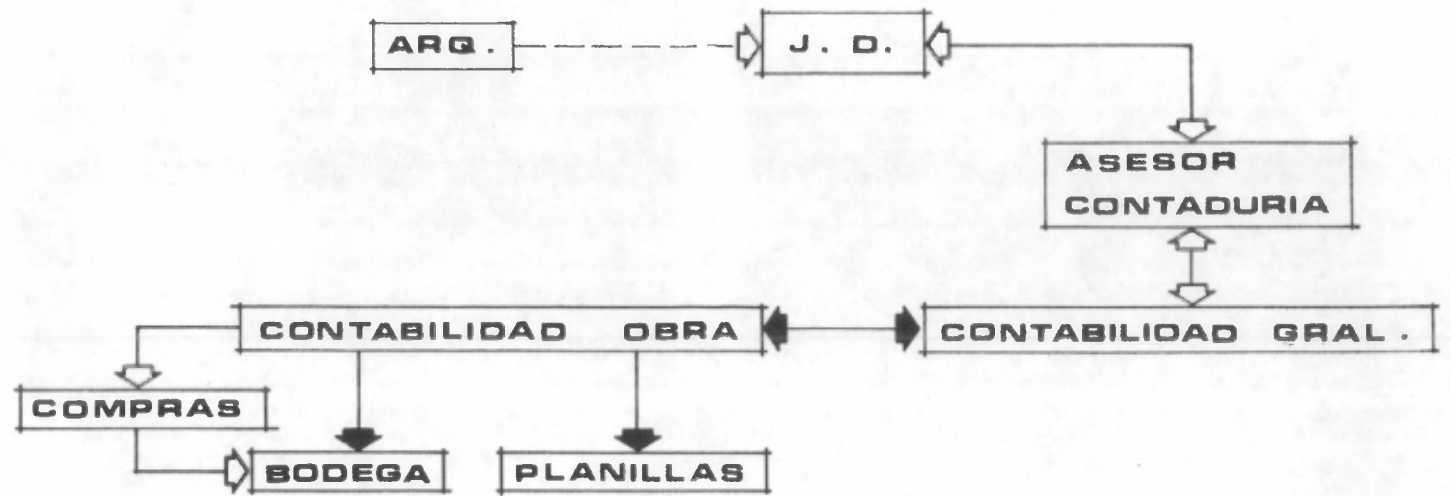 ARQ.
J. D.
ASESOR
CONTADURIA
CONTABILIDAD OBRA
CONTABILIDAD GRAL.
COMPRAS
BODEGA
PLANILLAS